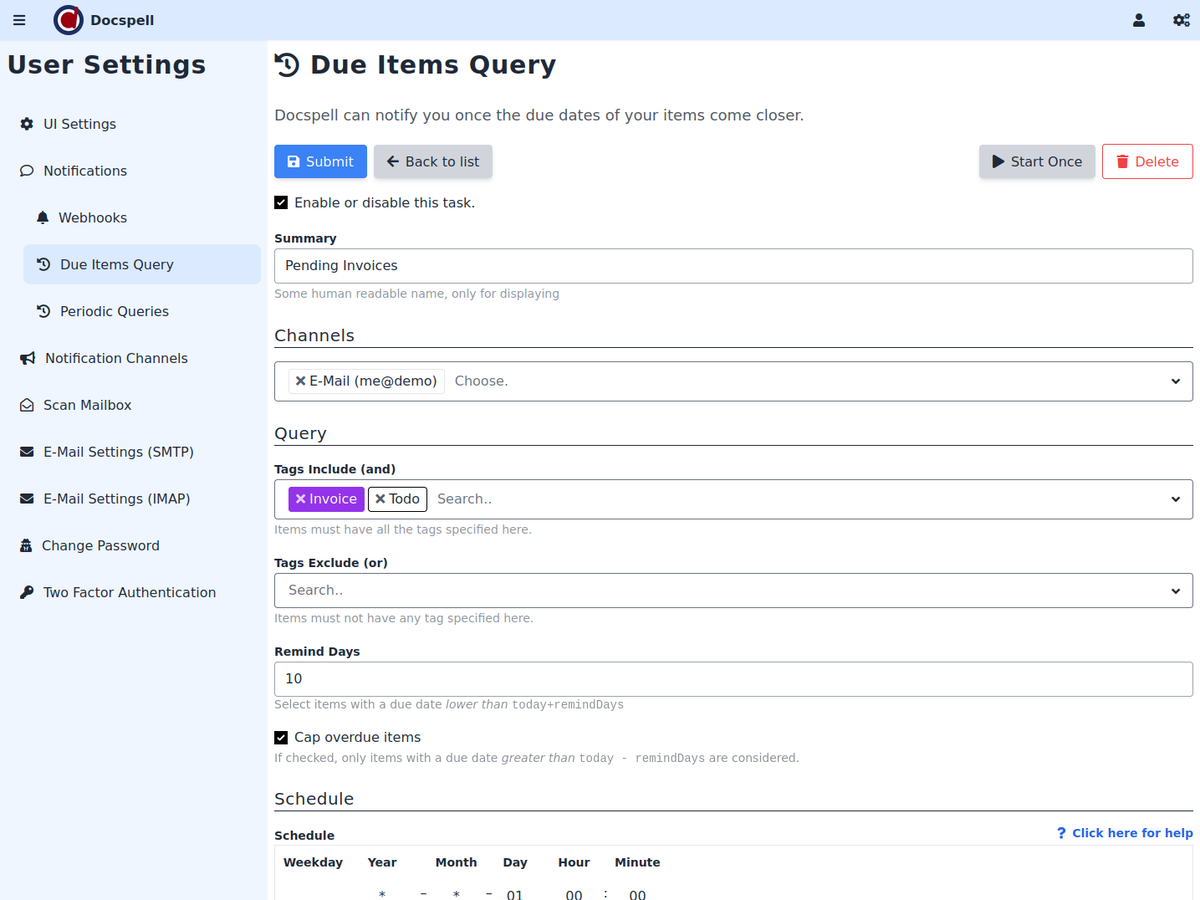 Docspell
User Settings
UI Settings
Notifications
Webhooks
Due Items Query
Periodic Queries
Notification Channels
Scan Mailbox
E-Mail Settings (SMTP)
E-Mail Settings (IMAP)
Change Password
Two Factor Authentication
Due Items Query
Docspell can notify you once the due dates of your items come closer.
Submit Back to list Start Once Delete
Enable or disable this task.
Summary
Pending Invoices
Some human readable name, only for displaying
Channels
E-Mail (me@demo) Choose.
Query
Tags Include (and)
Invoice Todo Search..
Items must have all the tags specified here.
Tags Exclude (or)
Search..
Items must not have any tag specified here.
Remind Days
10
Select items with a due date lower than today+remindDays
Cap overdue items
If checked, only items with a due date greater than today - remindDays are considered.
Schedule
Schedule ? Click here for help
Weekday Year Month Day Hour Minute
* – * – 01 00 : 00